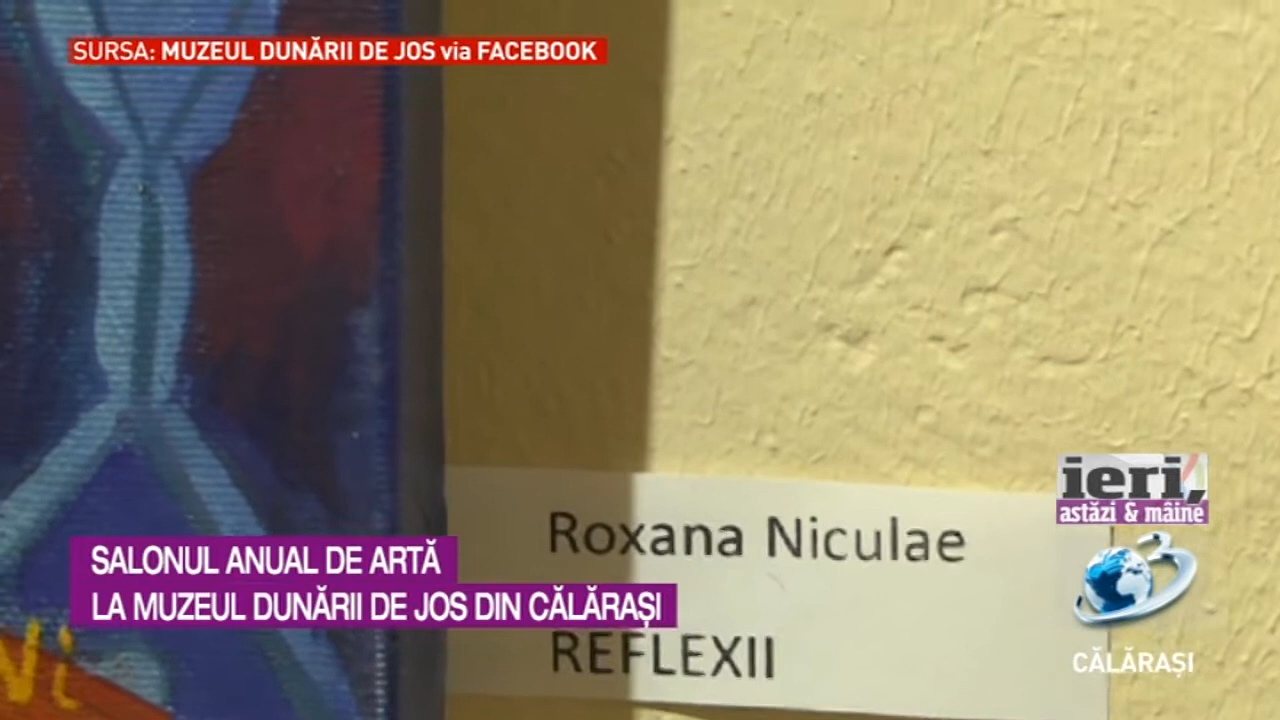 SURSA: MUZEUL DUNĂRII DE JOS via FACEBOOK
ieri,
astăzi & mâine
Roxana Niculae
SALONUL ANUAL DE ARTĂ
LA MUZEUL DUNĂRII DE JOS DIN CĂLĂRAȘI
REFLEXII
3
CĂLĂRAȘI